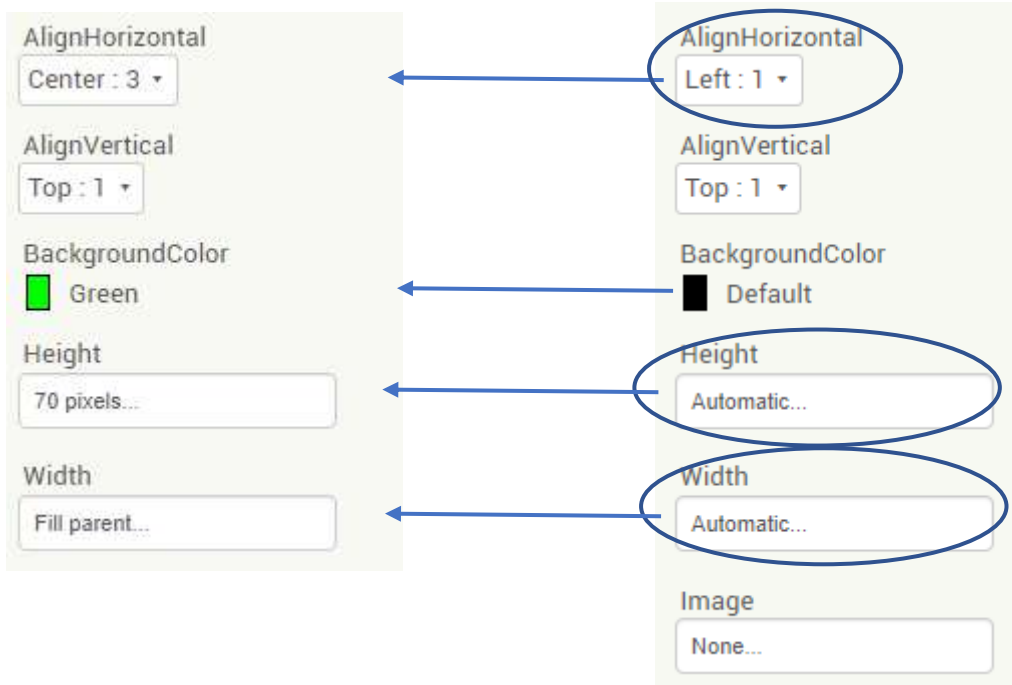 AlignHorizontal
Center : 3
AlignVertical
Top : 1
BackgroundColor
Green
Height
70 pixels...
Width
Fill parent...
AlignHorizontal
Left : 1
AlignVertical
Top : 1
BackgroundColor
Default
Height
Automatic...
Width
Automatic...
Image
None...